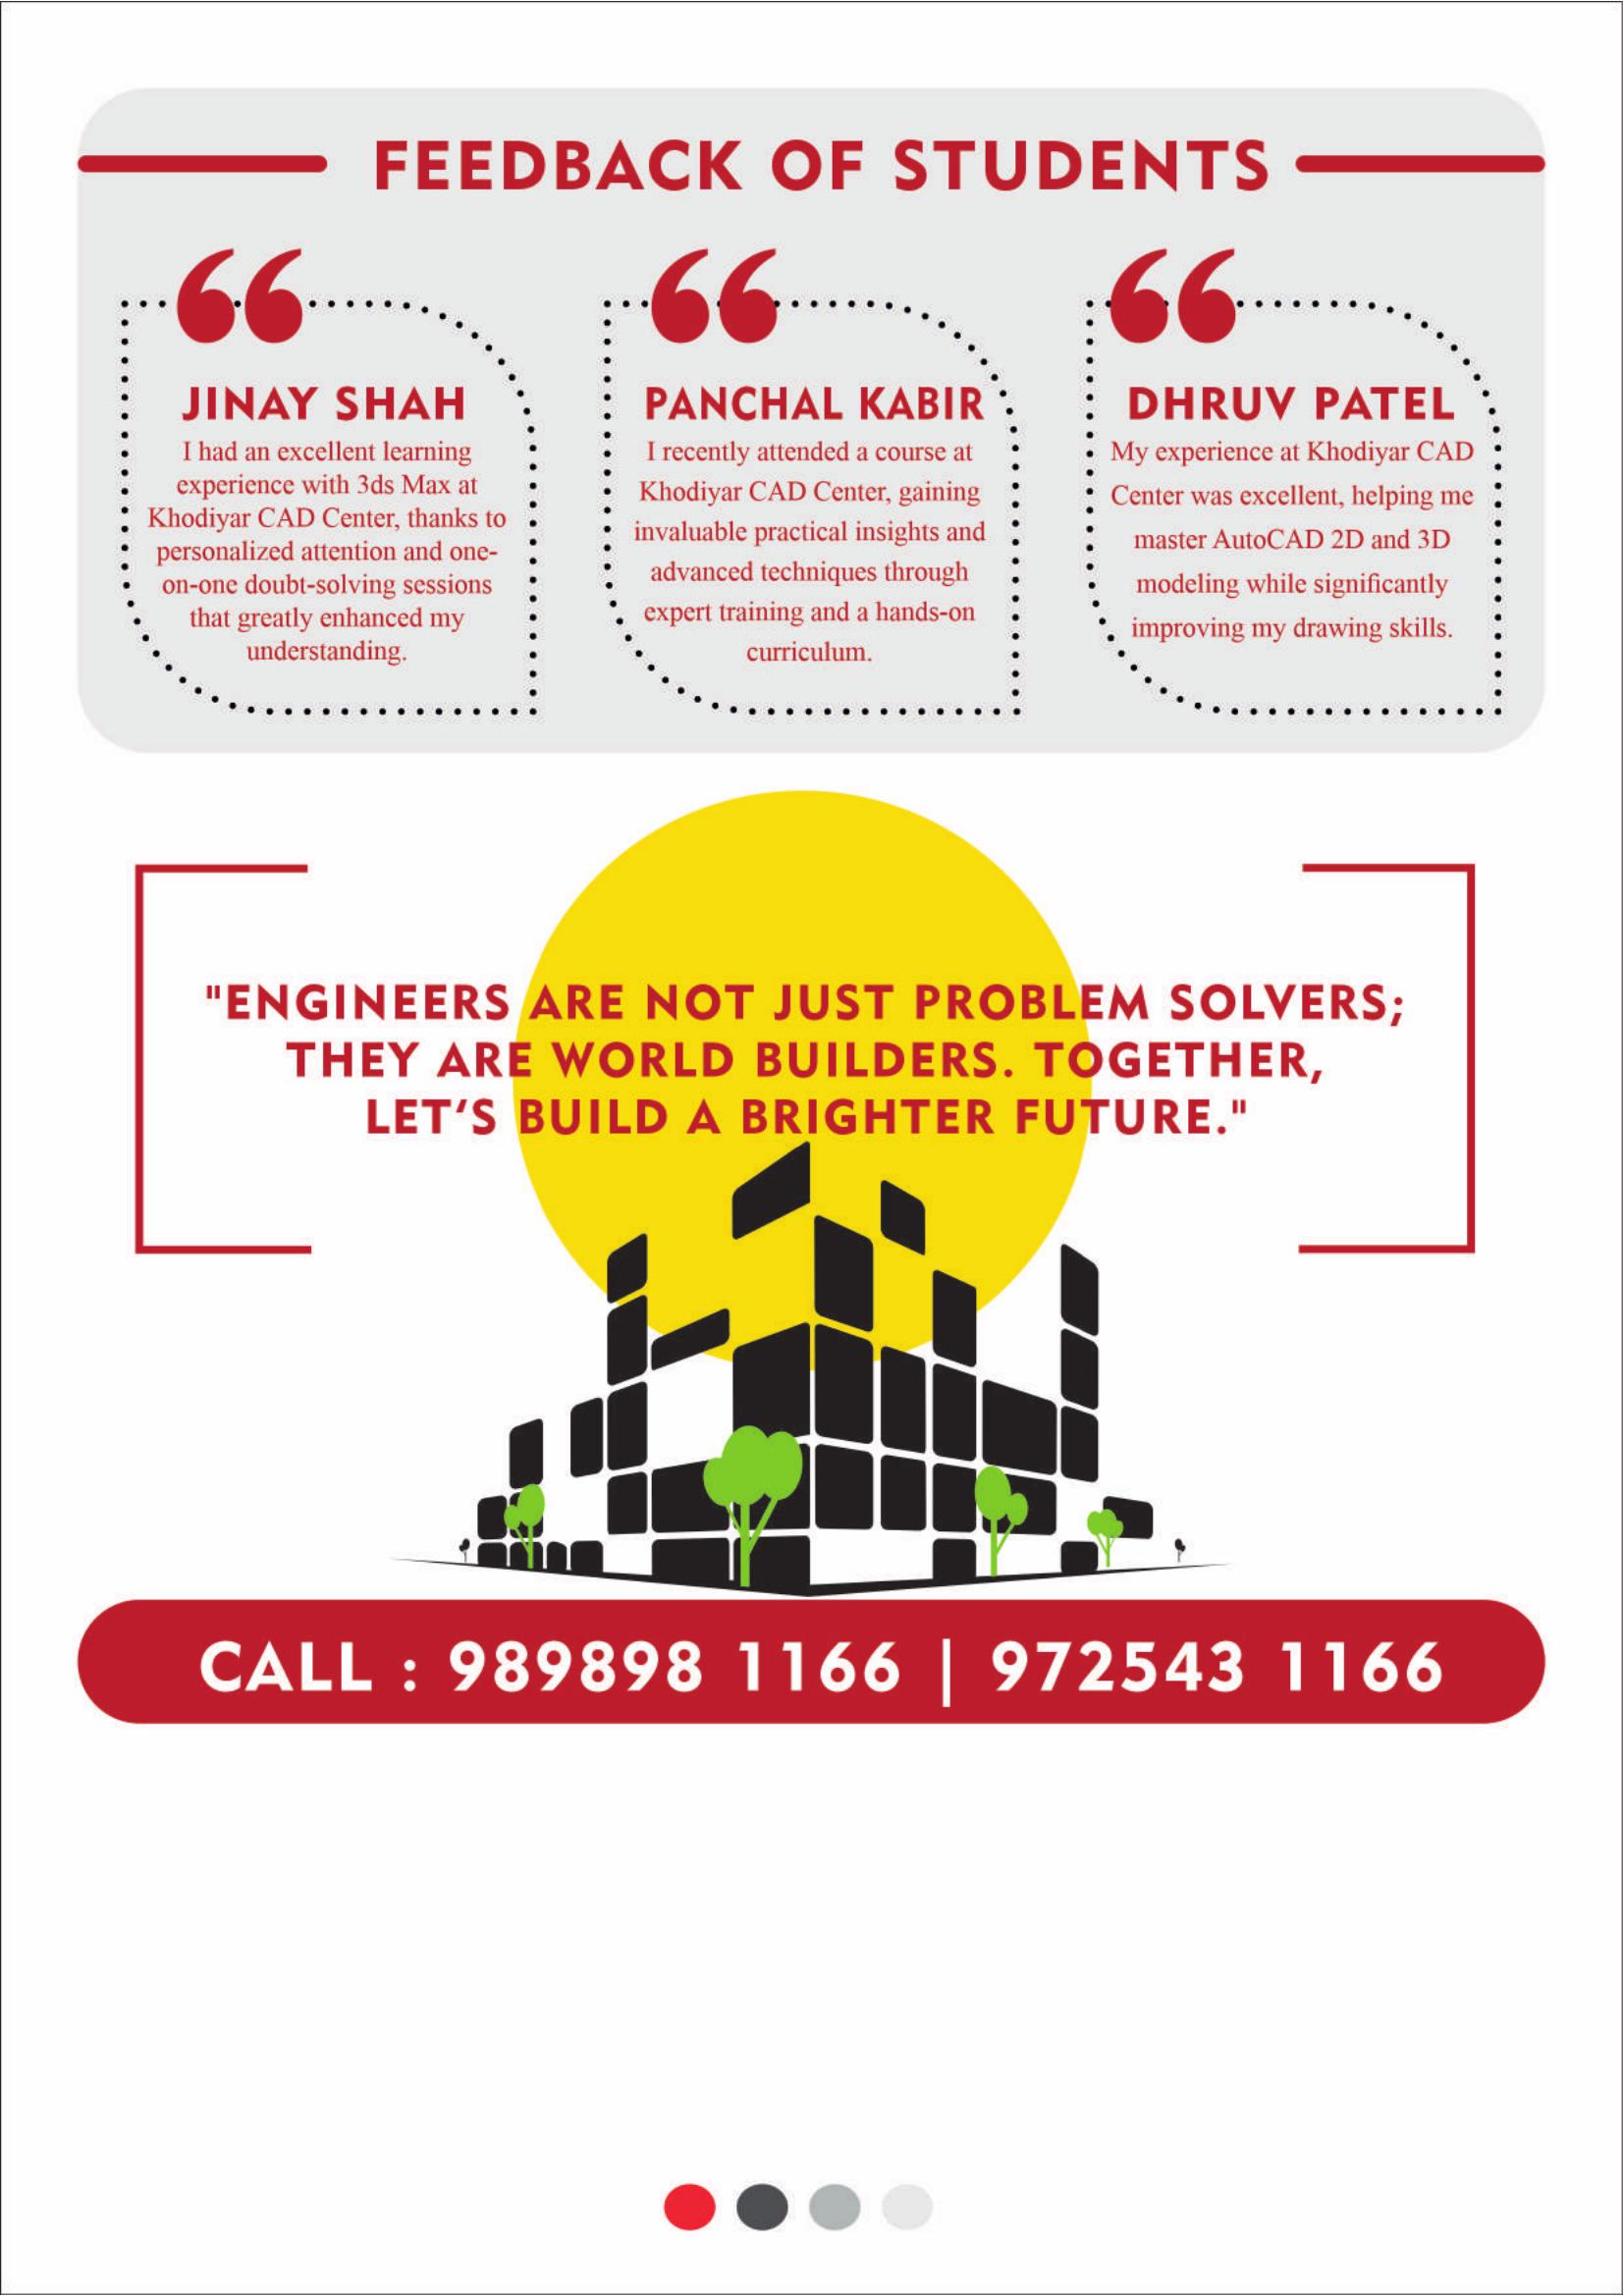 FEEDBACK OF STUDENTS
JINAY SHAH
I had an excellent learning
experience with 3ds Max at
Khodiyar CAD Center, thanks to
personalized attention and one-
on-one doubt-solving sessions
that greatly enhanced my
understanding.
PANCHAL KABIR
I recently attended a course at
Khodiyar CAD Center, gaining
invaluable practical insights and
advanced techniques through
expert training and a hands-on
curriculum.
DHRUV PATEL
My experience at Khodiyar CAD
Center was excellent, helping me
master AutoCAD 2D and 3D
modeling while significantly
improving my drawing skills.
"ENGINEERS ARE NOT JUST PROBLEM SOLVERS;
THEY ARE WORLD BUILDERS. TOGETHER,
LET'S BUILD A BRIGHTER FUTURE."
CALL : 989898 1166 | 972543 1166